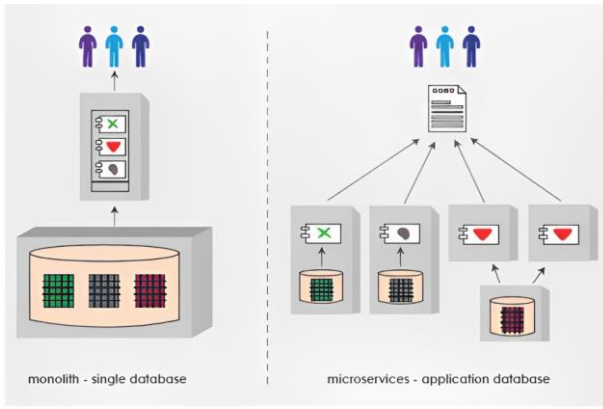 monolith - single database
microservices - application database